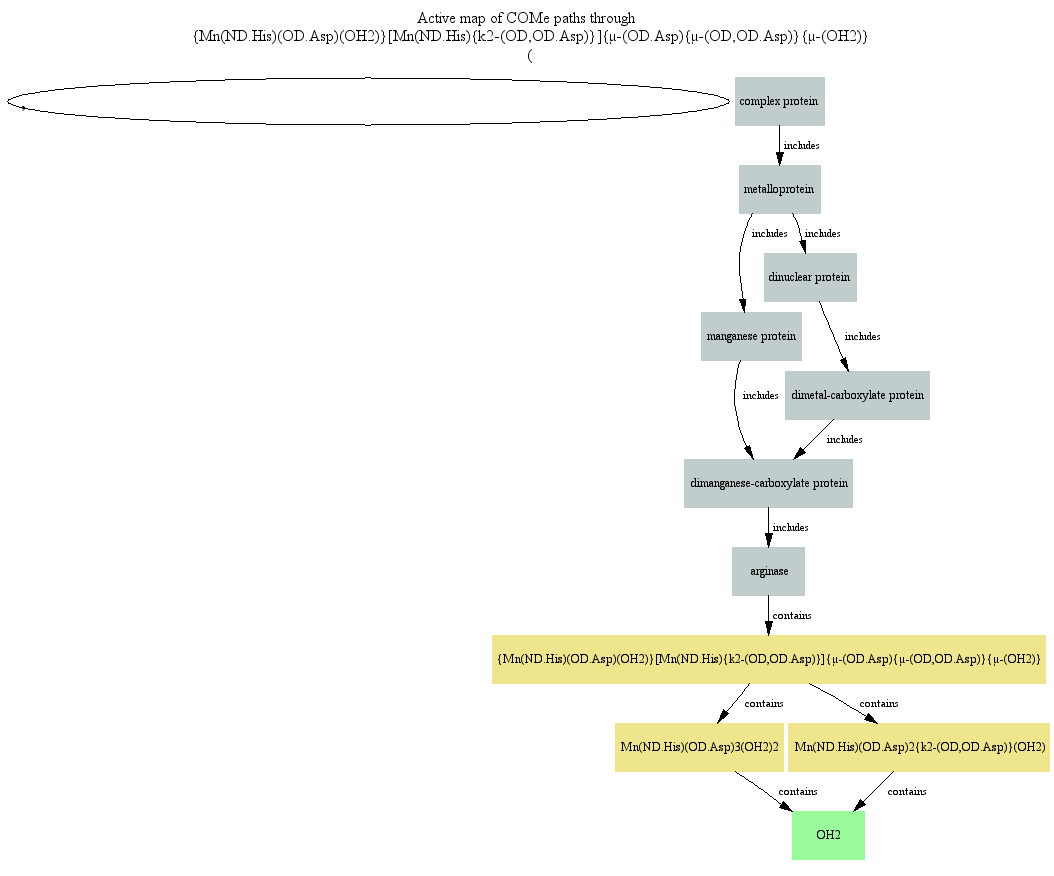 Active map of COMe paths through
{Mn(ND.His)(OD.Asp)(OH2)}[Mn(ND.His){k2-(OD,OD.Asp)}]{μ-(OD.Asp){μ-(OD,OD.Asp)}{μ-(OH2)}
(
,
complex protein
includes
metalloprotein
includes
includes
dinuclear protein
manganese protein
includes
includes
dimetal-carboxylate protein
includes
dimanganese-carboxylate protein
includes
arginase
contains
{Mn(ND.His)(OD.Asp)(OH2)}[Mn(ND.His){k2-(OD,OD.Asp)}]{μ-(OD.Asp){μ-(OD,OD.Asp)}{μ-(OH2)}
contains
contains
Mn(ND.His)(OD.Asp)3(OH2)2
Mn(ND.His)(OD.Asp)2{k2-(OD,OD.Asp)}(OH2)
contains
contains
OH2